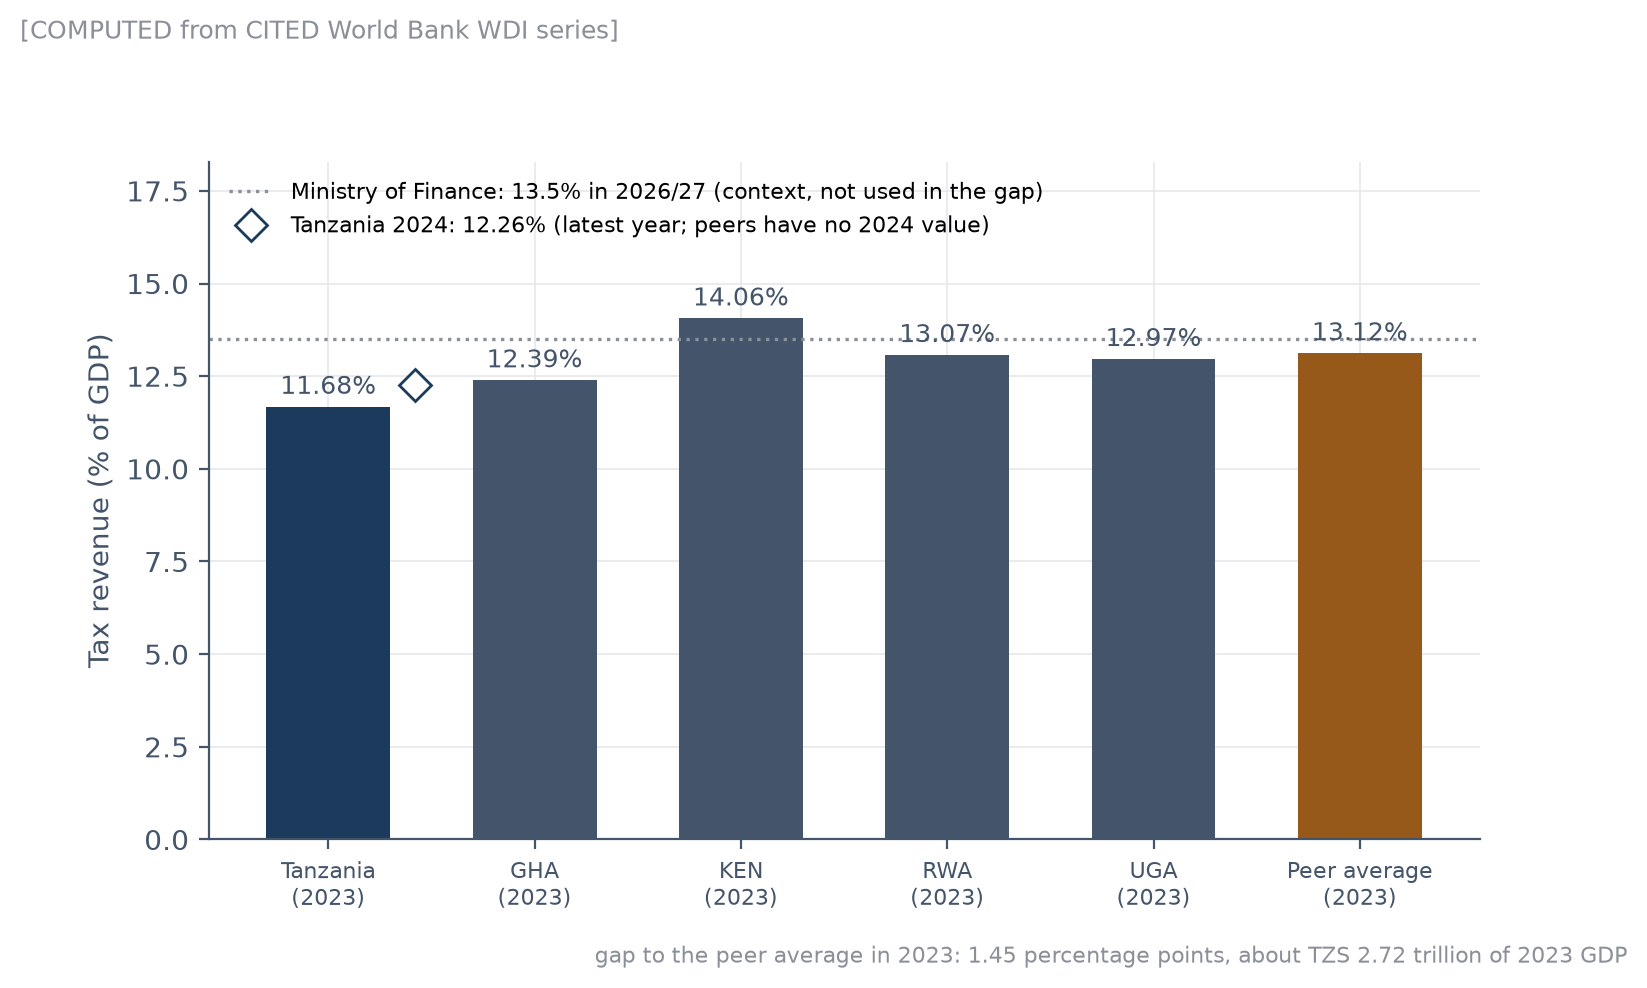 [COMPUTED from CITED World Bank WDI series]
Ministry of Finance: 13.5% in 2026/27 (context, not used in the gap)
Tanzania 2024: 12.26% (latest year; peers have no 2024 value)
Tax revenue (% of GDP)
17.5
15.0
12.5
10.0
7.5
5.0
2.5
0.0
11.68%
12.39%
14.06%
13.07%
12.97%
13.12%
Tanzania
(2023)
GHA
(2023)
KEN
(2023)
RWA
(2023)
UGA
(2023)
Peer average
(2023)
gap to the peer average in 2023: 1.45 percentage points, about TZS 2.72 trillion of 2023 GDP